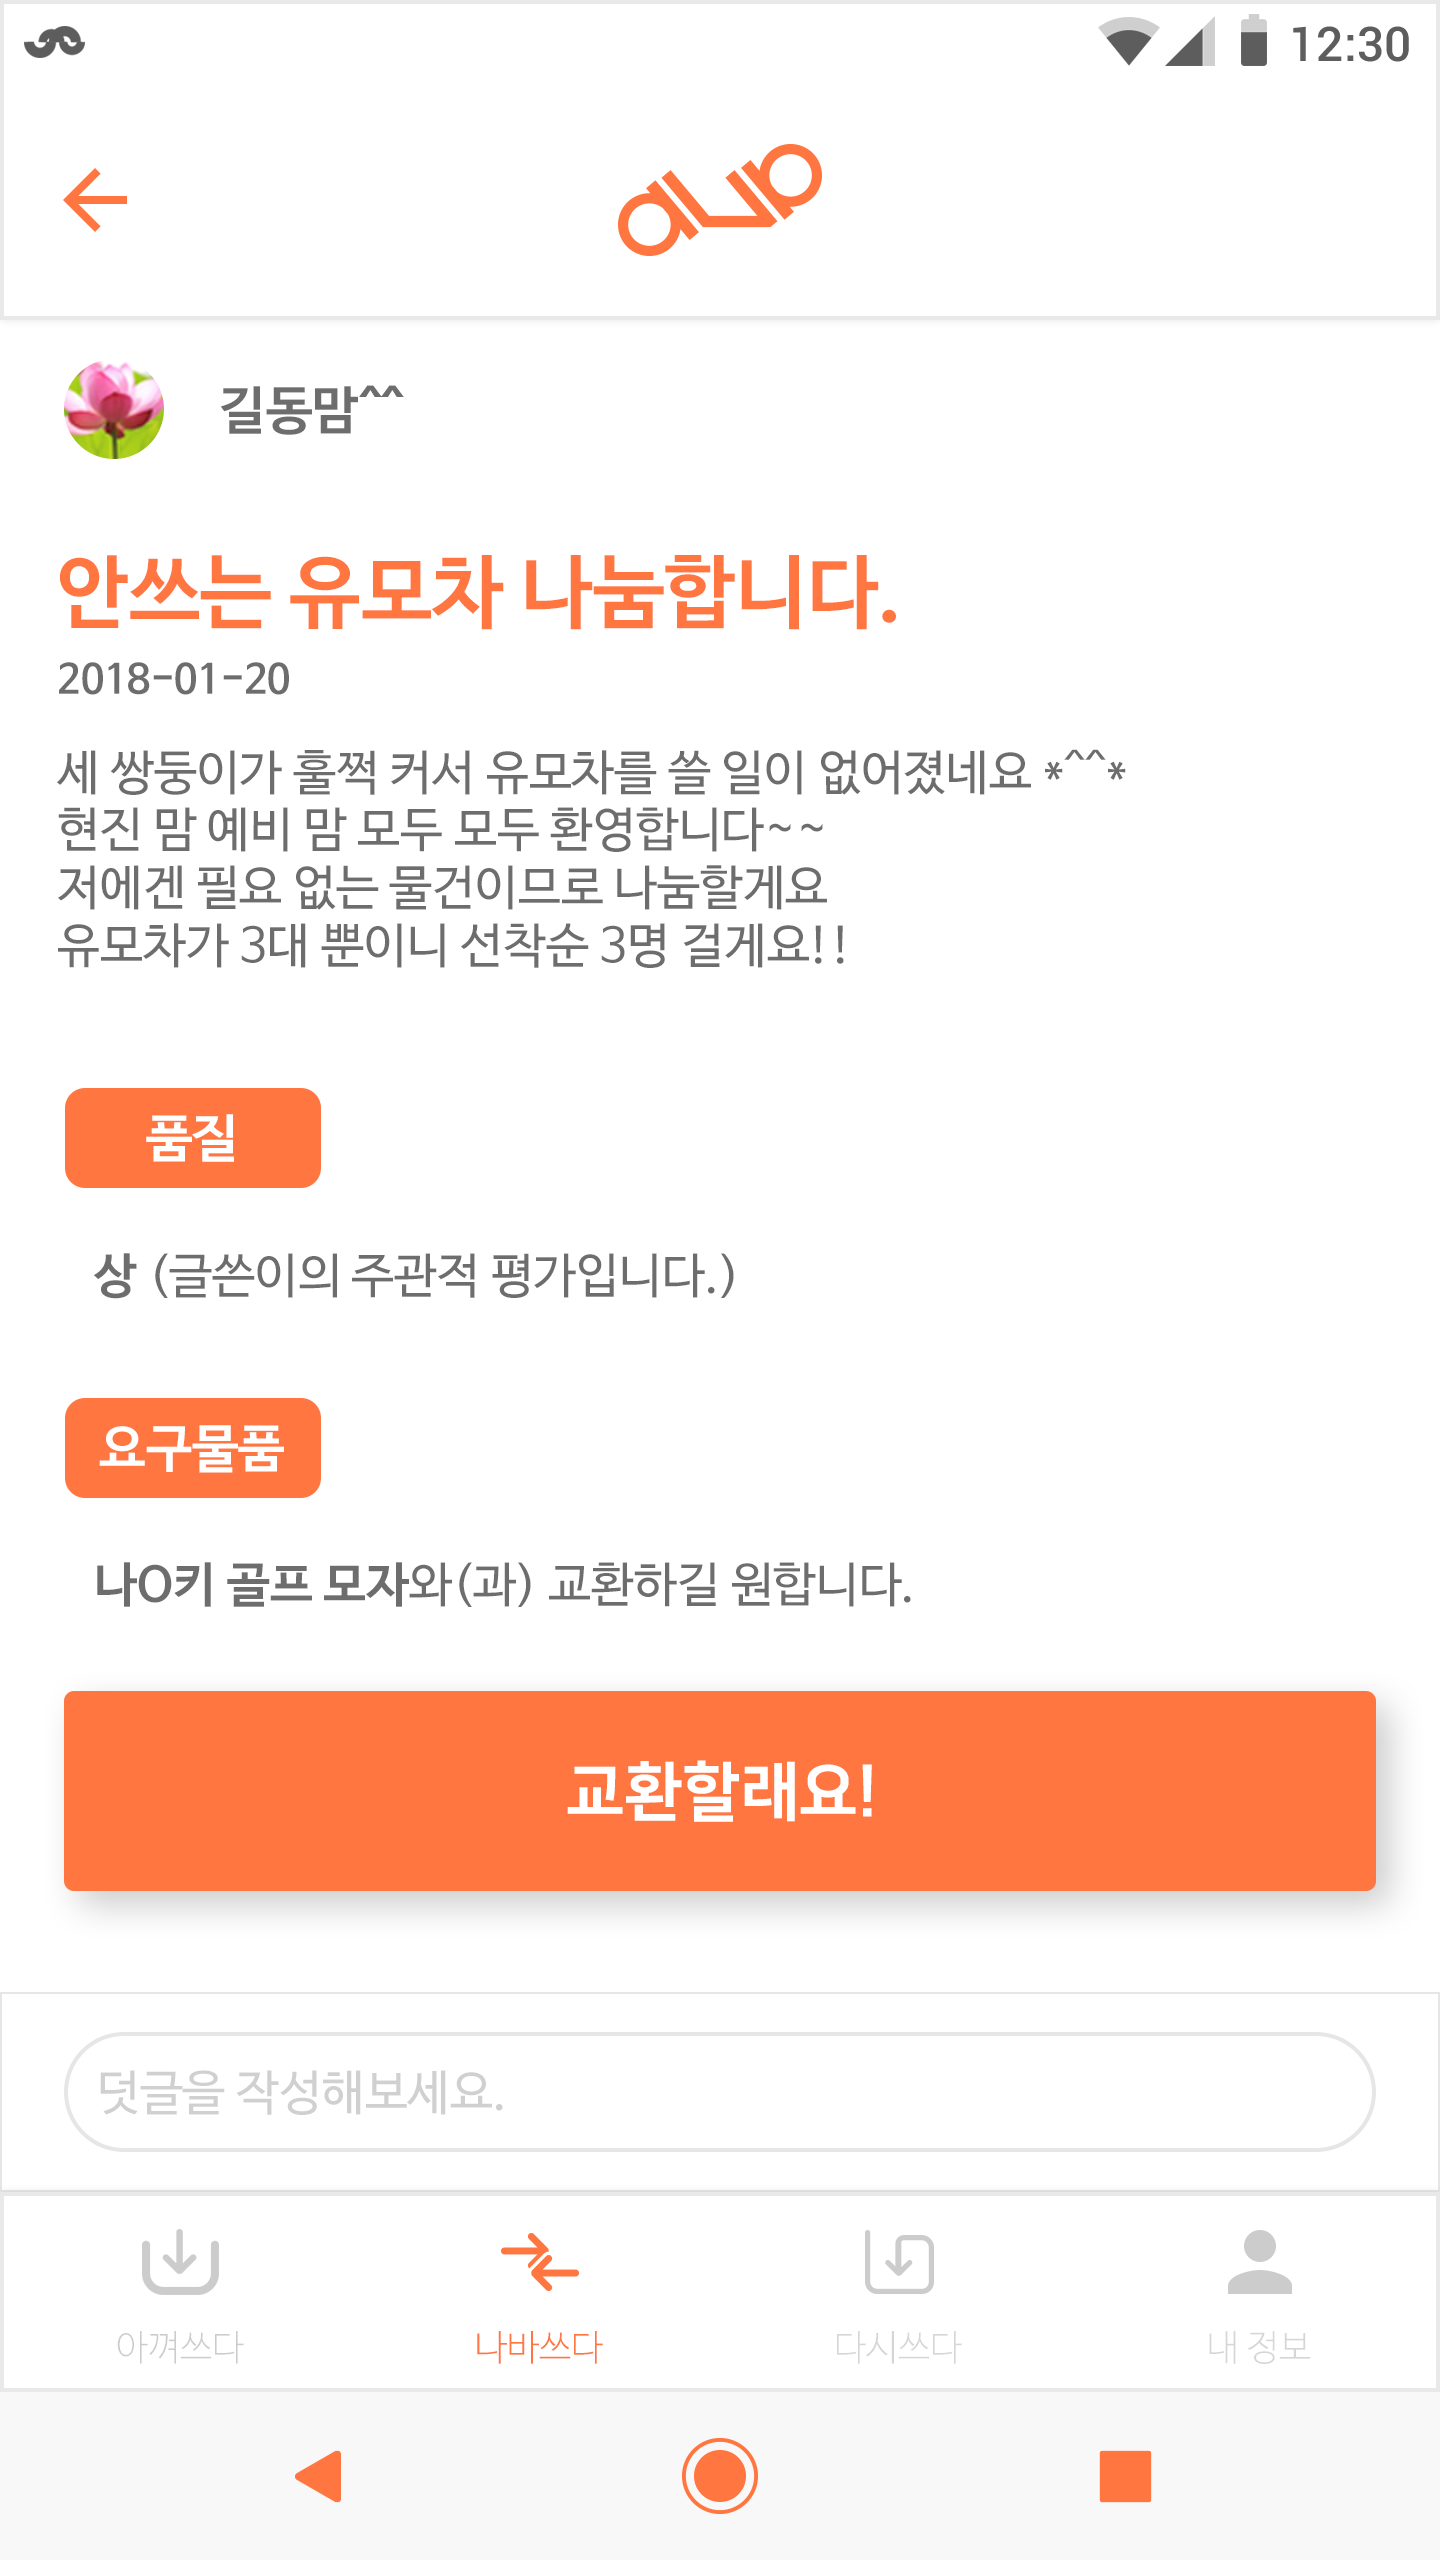 12:30
길동맘^^
안쓰는 유모차 나눔합니다.
2018-01-20
세 쌍둥이가 훌쩍 커서 유모차를 쓸 일이 없어졌네요 *^^*
현진 맘 예비 맘 모두 모두 환영합니다~~
저에겐 필요 없는 물건이므로 나눔할게요
유모차가 3대 뿐이니 선착순 3명 걸게요!!
품질
상 (글쓴이의 주관적 평가입니다.)
요구물품
나O키 골프 모자와(과) 교환하길 원합니다.
교환할래요!
덧글을 작성해보세요.
아껴쓰다 나바쓰다 다시쓰다 내 정보